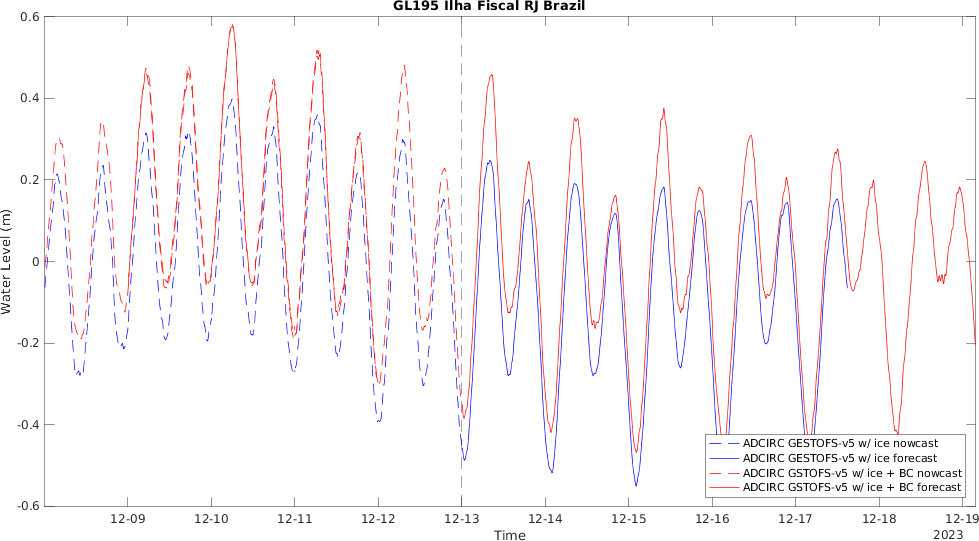 GL195 Ilha Fiscal RJ Brazil
0.6
0.4
0.2
0
-0.2
-0.4
-0.6
Water Level (m)
ADCIRC GESTOFS-v5 w/ ice nowcast
ADCIRC GESTOFS-v5 w/ ice forecast
ADCIRC GSTOFS-v5 w/ ice + BC nowcast
ADCIRC GSTOFS-v5 w/ ice + BC forecast
12-09 12-10 12-11 12-12 12-13 12-14 12-15 12-16 12-17 12-18 12-19
Time
2023